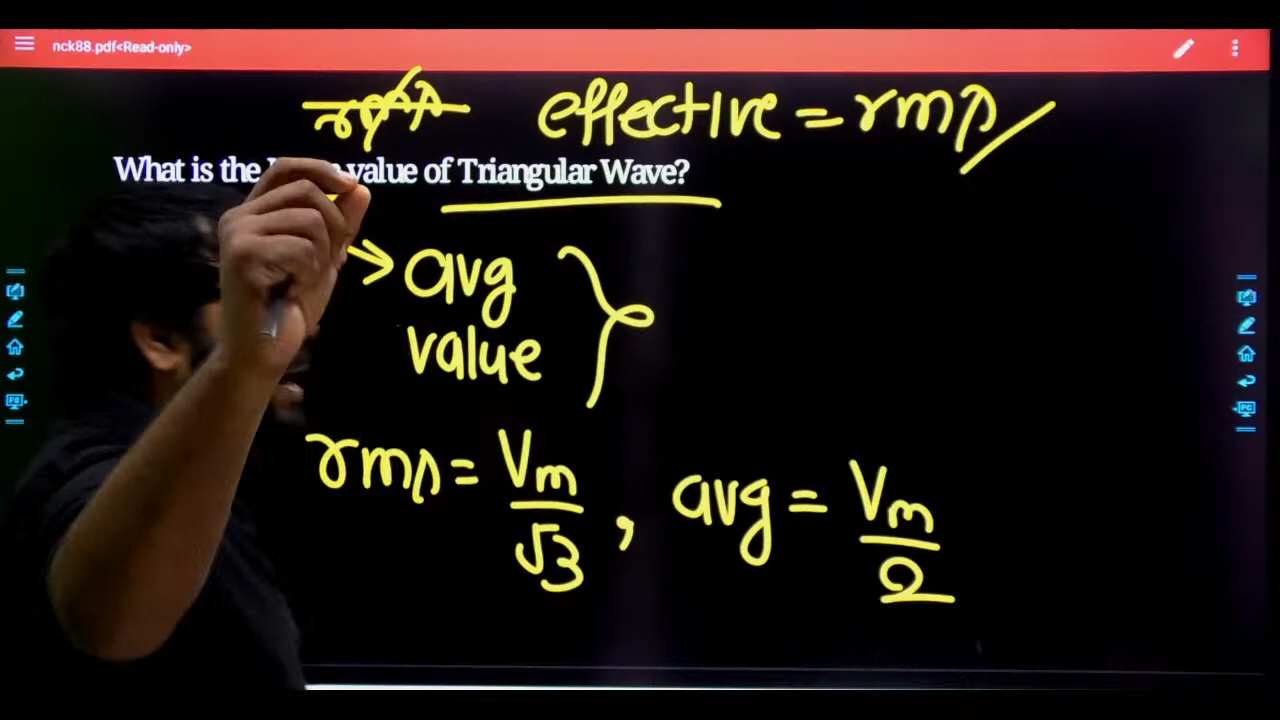 nck88.pdf<Read-only>
effective = rms
What is the value of Triangular Wave?
→ avg
value
rms = Vm/√3, avg = Vm/2